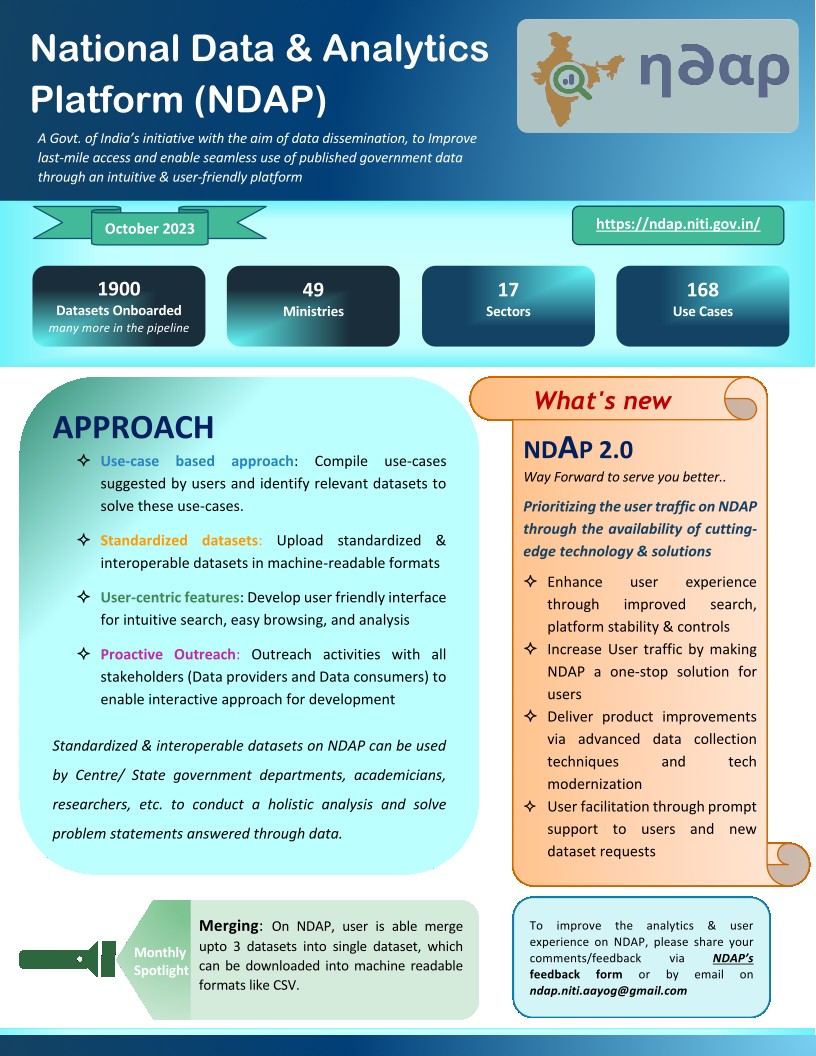 National Data & Analytics
Platform (NDAP)
ηdap
A Govt. of India's initiative with the aim of data dissemination, to Improve
last-mile access and enable seamless use of published government data
through an intuitive & user-friendly platform
October 2023
https://ndap.niti.gov.in/
1900
Datasets Onboarded
many more in the pipeline
49
Ministries
17
Sectors
168
Use Cases
APPROACH
✧ Use-case based approach: Compile use-cases
suggested by users and identify relevant datasets to
solve these use-cases.
✧ Standardized datasets: Upload standardized &
interoperable datasets in machine-readable formats
✧ User-centric features: Develop user friendly interface
for intuitive search, easy browsing, and analysis
✧ Proactive Outreach: Outreach activities with all
stakeholders (Data providers and Data consumers) to
enable interactive approach for development
Standardized & interoperable datasets on NDAP can be used
by Centre/ State government departments, academicians,
researchers, etc. to conduct a holistic analysis and solve
problem statements answered through data.
What's new
NDAP 2.0
Way Forward to serve you better..
Prioritizing the user traffic on NDAP
through the availability of cutting-
edge technology & solutions
✧ Enhance user experience
through improved search,
platform stability & controls
✧ Increase User traffic by making
NDAP a one-stop solution for
users
✧ Deliver product improvements
via advanced data collection
techniques and tech
modernization
✧ User facilitation through prompt
support to users and new
dataset requests
Monthly
Spotlight
Merging: On NDAP, user is able merge
upto 3 datasets into single dataset, which
can be downloaded into machine readable
formats like CSV.
To improve the analytics & user
experience on NDAP, please share your
comments/feedback via NDAP's
feedback form or by email on
ndap.niti.aayog@gmail.com